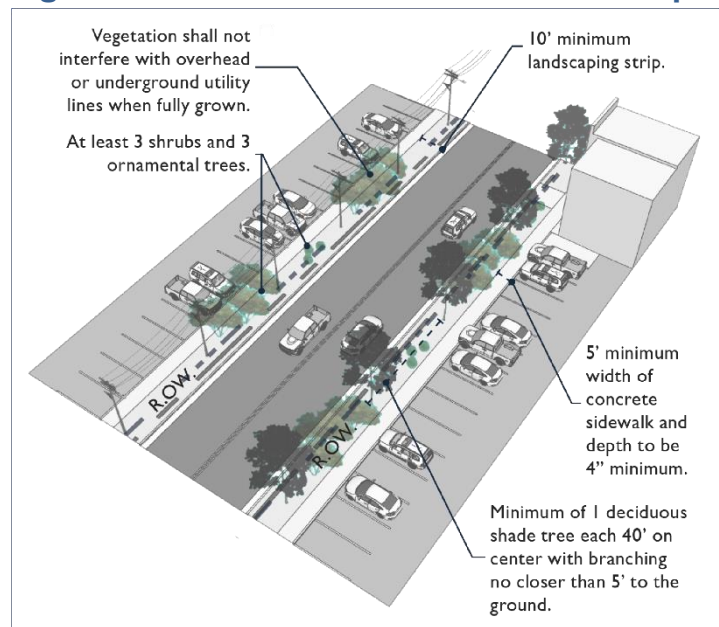 Vegetation shall not
interfere with overhead
or underground utility
lines when fully grown.
At least 3 shrubs and 3
ornamental trees.
10’ minimum
landscaping strip.
R.O.W.
R.O.W.
5’ minimum
width of
concrete
sidewalk and
depth to be
4” minimum.
Minimum of 1 deciduous
shade tree each 40’ on
center with branching
no closer than 5’ to the
ground.